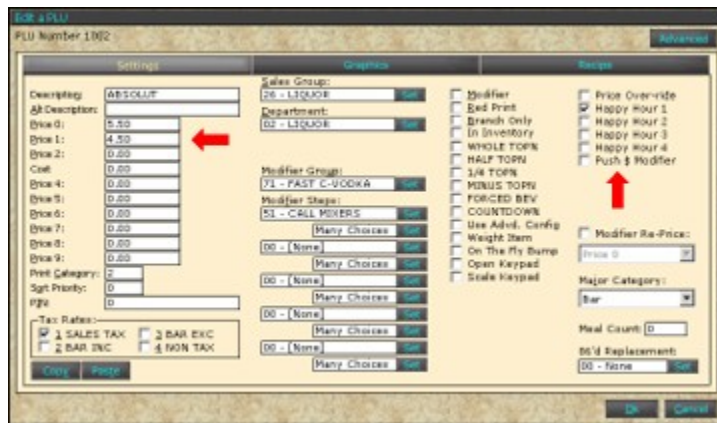 Edit a PLU
PLU Number 1002
Advanced
Settings
Graphics
Recipe
Description: ABSOLUT
Alt Description:
Price 0: 5.50
Price 1: 4.50
Price 2: 0.00
Cost 0.00
Price 4: 0.00
Price 5: 0.00
Price 6: 0.00
Price 7: 0.00
Price 8: 0.00
Price 9: 0.00
Print Category: 2
Sort Priority: 0
0
Tax Rates:
1 SALES TAX 3 BAR EXC
2 BAR INC 4 NON TAX
Copy Paste
Sales Group:
26 - LIQUOR Set
Department:
02 - LIQUOR Set
Modifier Group:
71 - FAST C-VODKA Set
Modifier Steps:
51 - CALL MIXERS Set
Many Choices Set
00 - [None] Set
Many Choices Set
00 - [None] Set
Many Choices Set
00 - [None] Set
Many Choices Set
00 - [None] Set
Many Choices Set
Modifier
Red Print
Branch Only
In Inventory
WHOLE TOPN
HALF TOPN
1/4 TOPN
MINUS TOPN
FORCED BEV
COUNTDOWN
Use Advd. Config
Weight Item
On The Fly Bump
Open Keypad
Scale Keypad
Price Over-ride
Happy Hour 1
Happy Hour 2
Happy Hour 3
Happy Hour 4
Push $ Modifier
Modifier Re-Price:
Price 0
Major Category:
Bar
Meal Count: 0
86'd Replacement:
00 - None Set
Ok Cancel